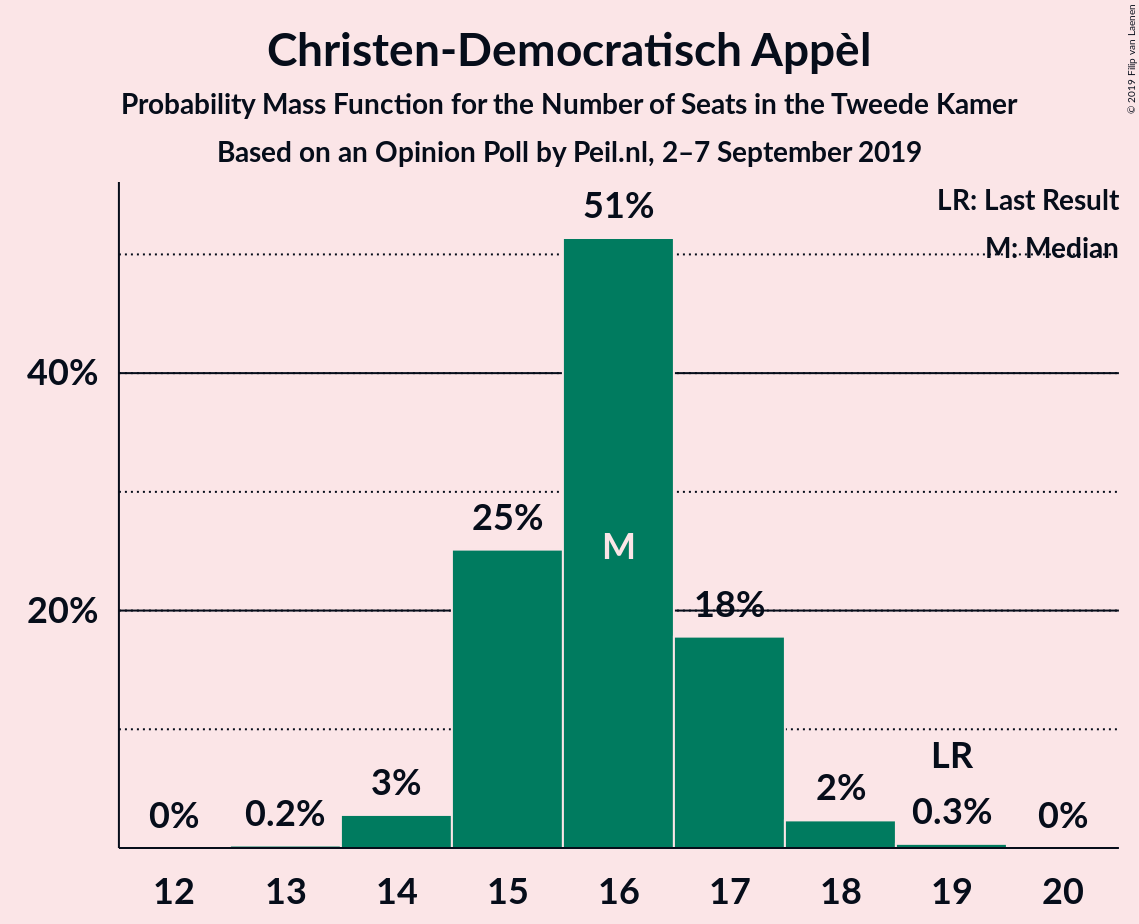 Christen-Democratisch Appèl
Probability Mass Function for the Number of Seats in the Tweede Kamer
Based on an Opinion Poll by Peil.nl, 2–7 September 2019
© 2019 Filip van Laenen
LR: Last Result
M: Median
51%
40%
25%
M
20%
18%
LR
3%
2%
0%
0.2%
0.3%
0%
12 13 14 15 16 17 18 19 20